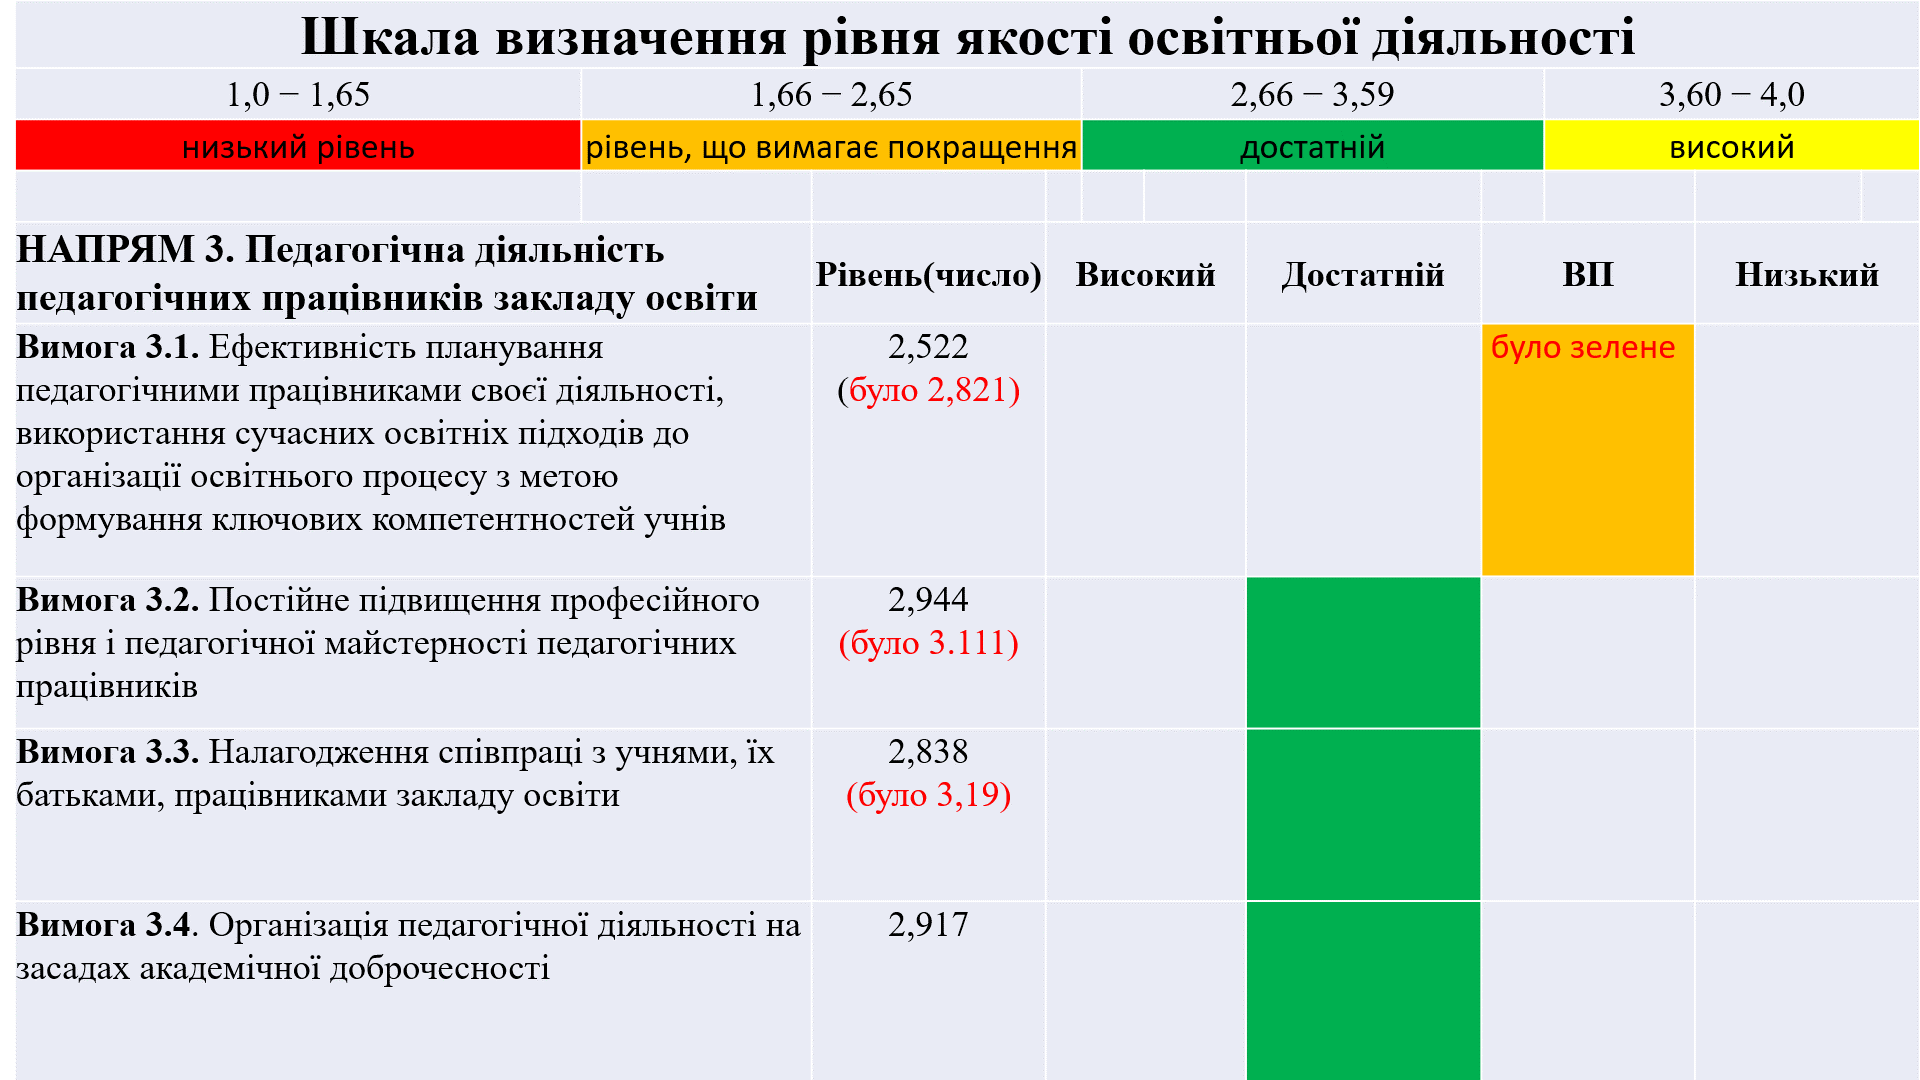 Шкала визначення рівня якості освітньої діяльності
1,0 − 1,65
1,66 − 2,65
2,66 − 3,59
3,60 − 4,0
низький рівень
рівень, що вимагає покращення
достатній
високий
НАПРЯМ 3. Педагогічна діяльність
педагогічних працівників закладу освіти
Рівень(число)
Високий
Достатній
ВП
Низький
Вимога 3.1. Ефективність планування
педагогічними працівниками своєї діяльності,
використання сучасних освітніх підходів до
організації освітнього процесу з метою
формування ключових компетентностей учнів
2,522
(було 2,821)
було зелене
Вимога 3.2. Постійне підвищення професійного
рівня і педагогічної майстерності педагогічних
працівників
2,944
(було 3.111)
Вимога 3.3. Налагодження співпраці з учнями, їх
батьками, працівниками закладу освіти
2,838
(було 3,19)
Вимога 3.4. Організація педагогічної діяльності на
засадах академічної доброчесності
2,917